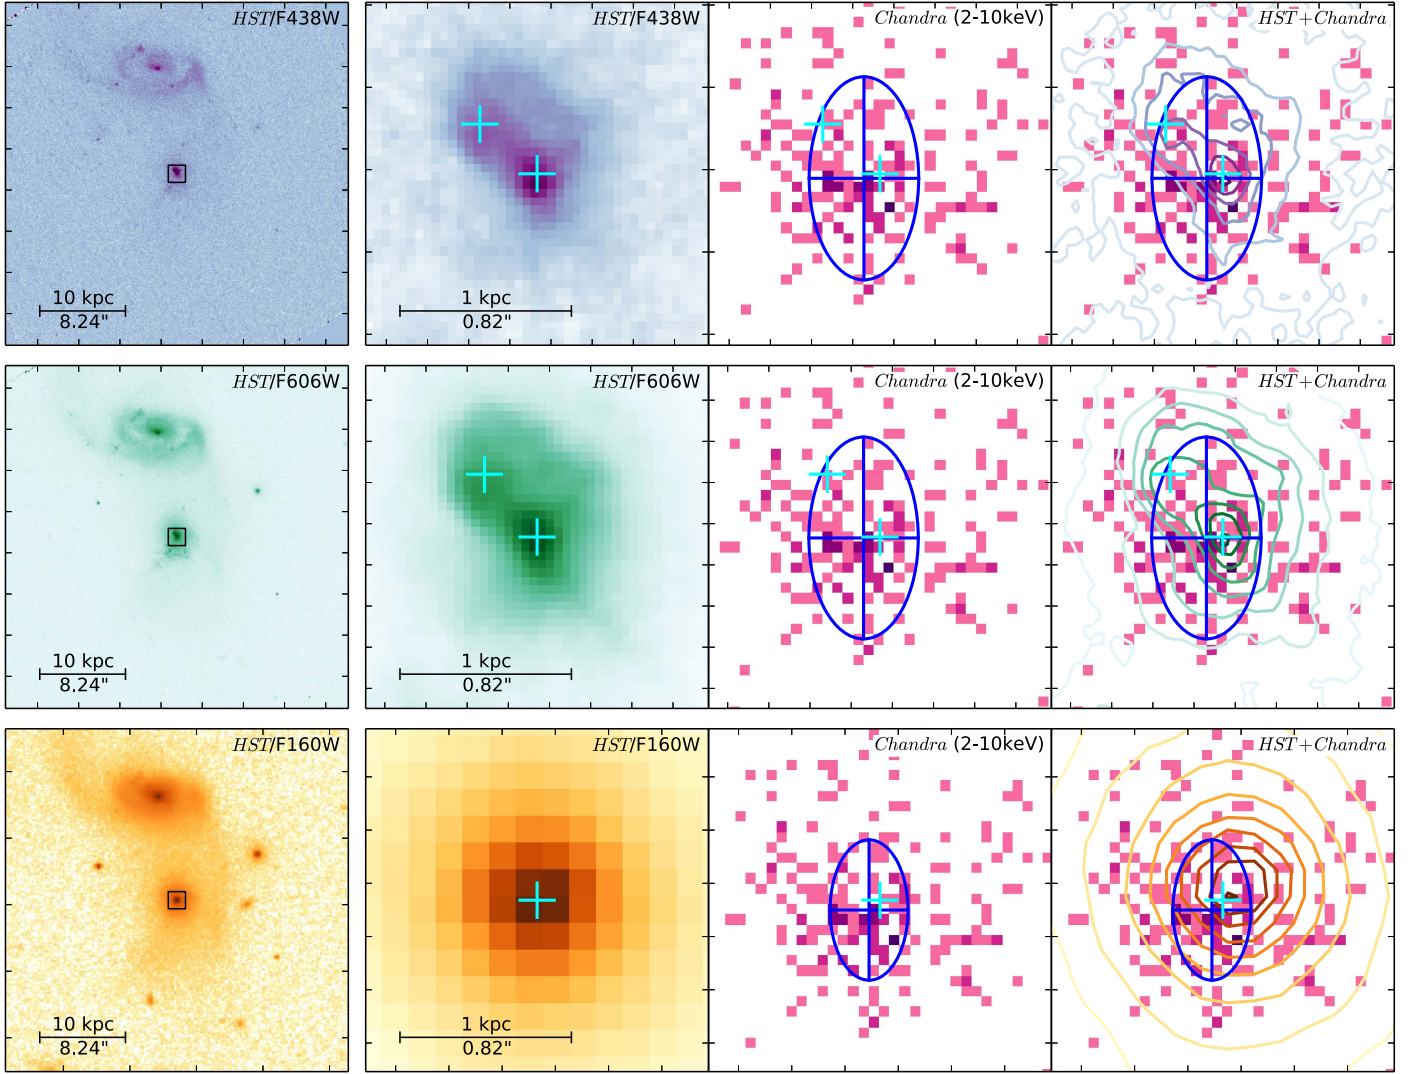 HST/F438W
10 kpc
8.24"
HST/F438W
1 kpc
0.82"
Chandra (2-10keV)
HST+Chandra
HST/F606W
10 kpc
8.24"
HST/F606W
1 kpc
0.82"
Chandra (2-10keV)
HST+Chandra
HST/F160W
10 kpc
8.24"
HST/F160W
1 kpc
0.82"
Chandra (2-10keV)
HST+Chandra